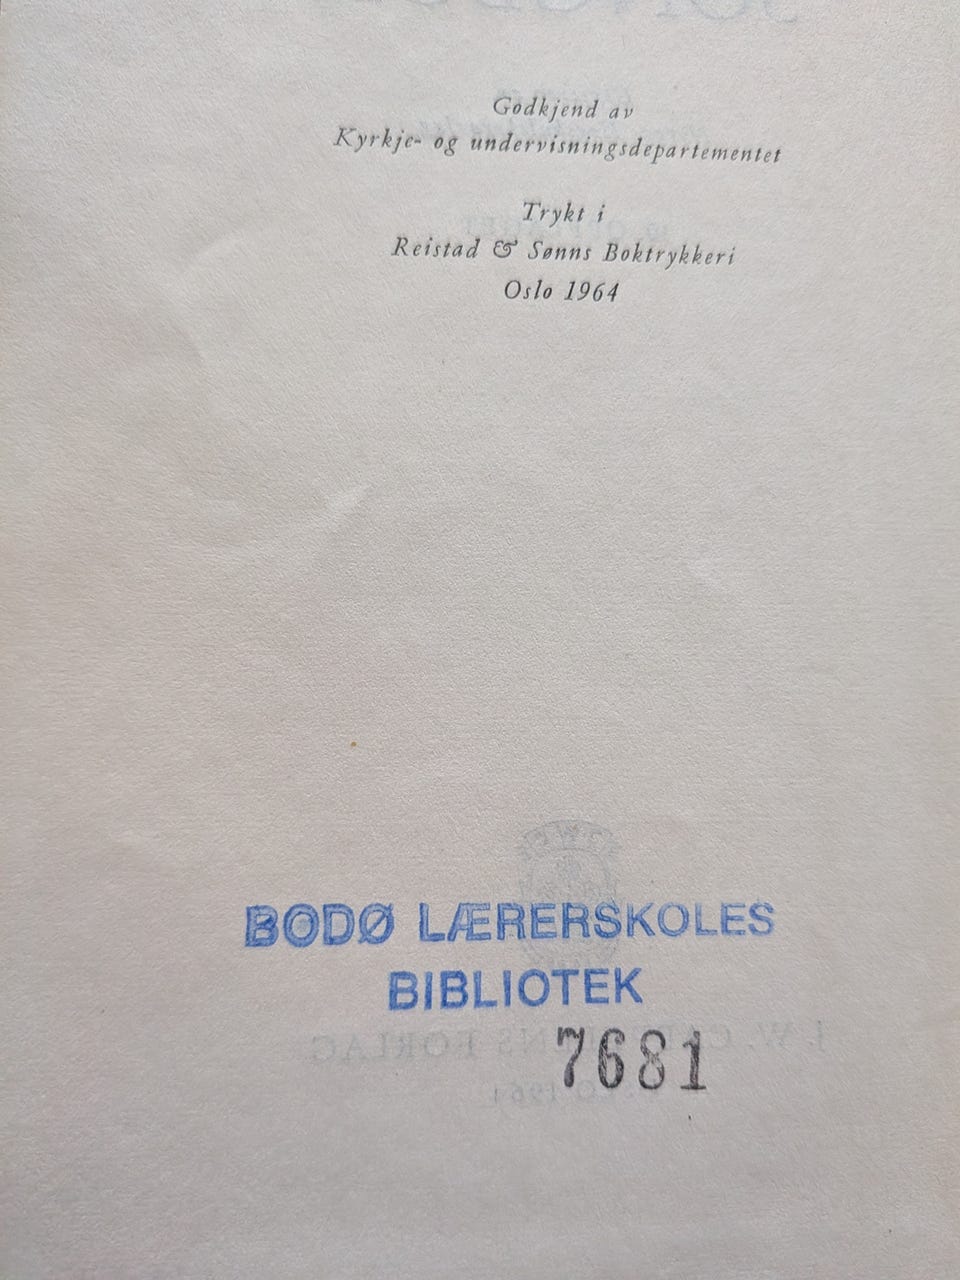 Godkjend av
Kyrkje- og undervisningsdepartementet
Trykt i
Reistad & Sønns Boktrykkeri
Oslo 1964
BODØ LÆRERSKOLES
BIBLIOTEK
7681